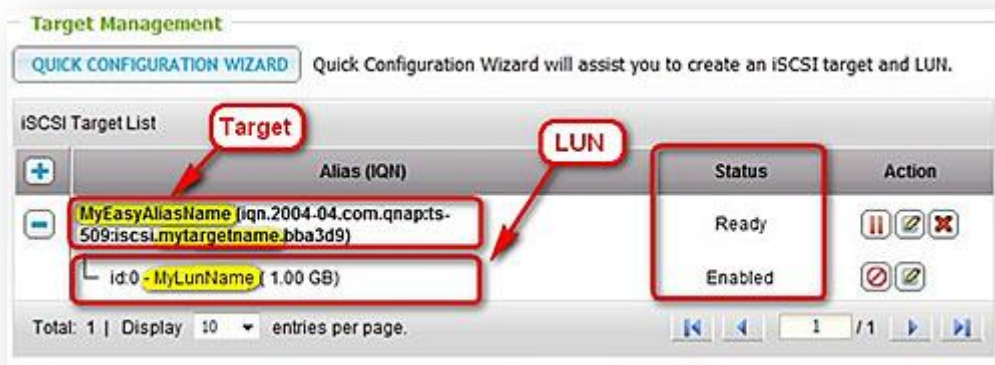 Target Management
QUICK CONFIGURATION WIZARD Quick Configuration Wizard will assist you to create an iSCSI target and LUN.
iSCSI Target List
Target
LUN
Alias (IQN) Status Action
MyEasyAliasName (iqn.2004-04.com.qnap:ts-
509:iscsi.mytargetname.bba3d9) Ready
id:0 - MyLunName ( 1.00 GB) Enabled
Total: 1 | Display 10 entries per page. 1 / 1